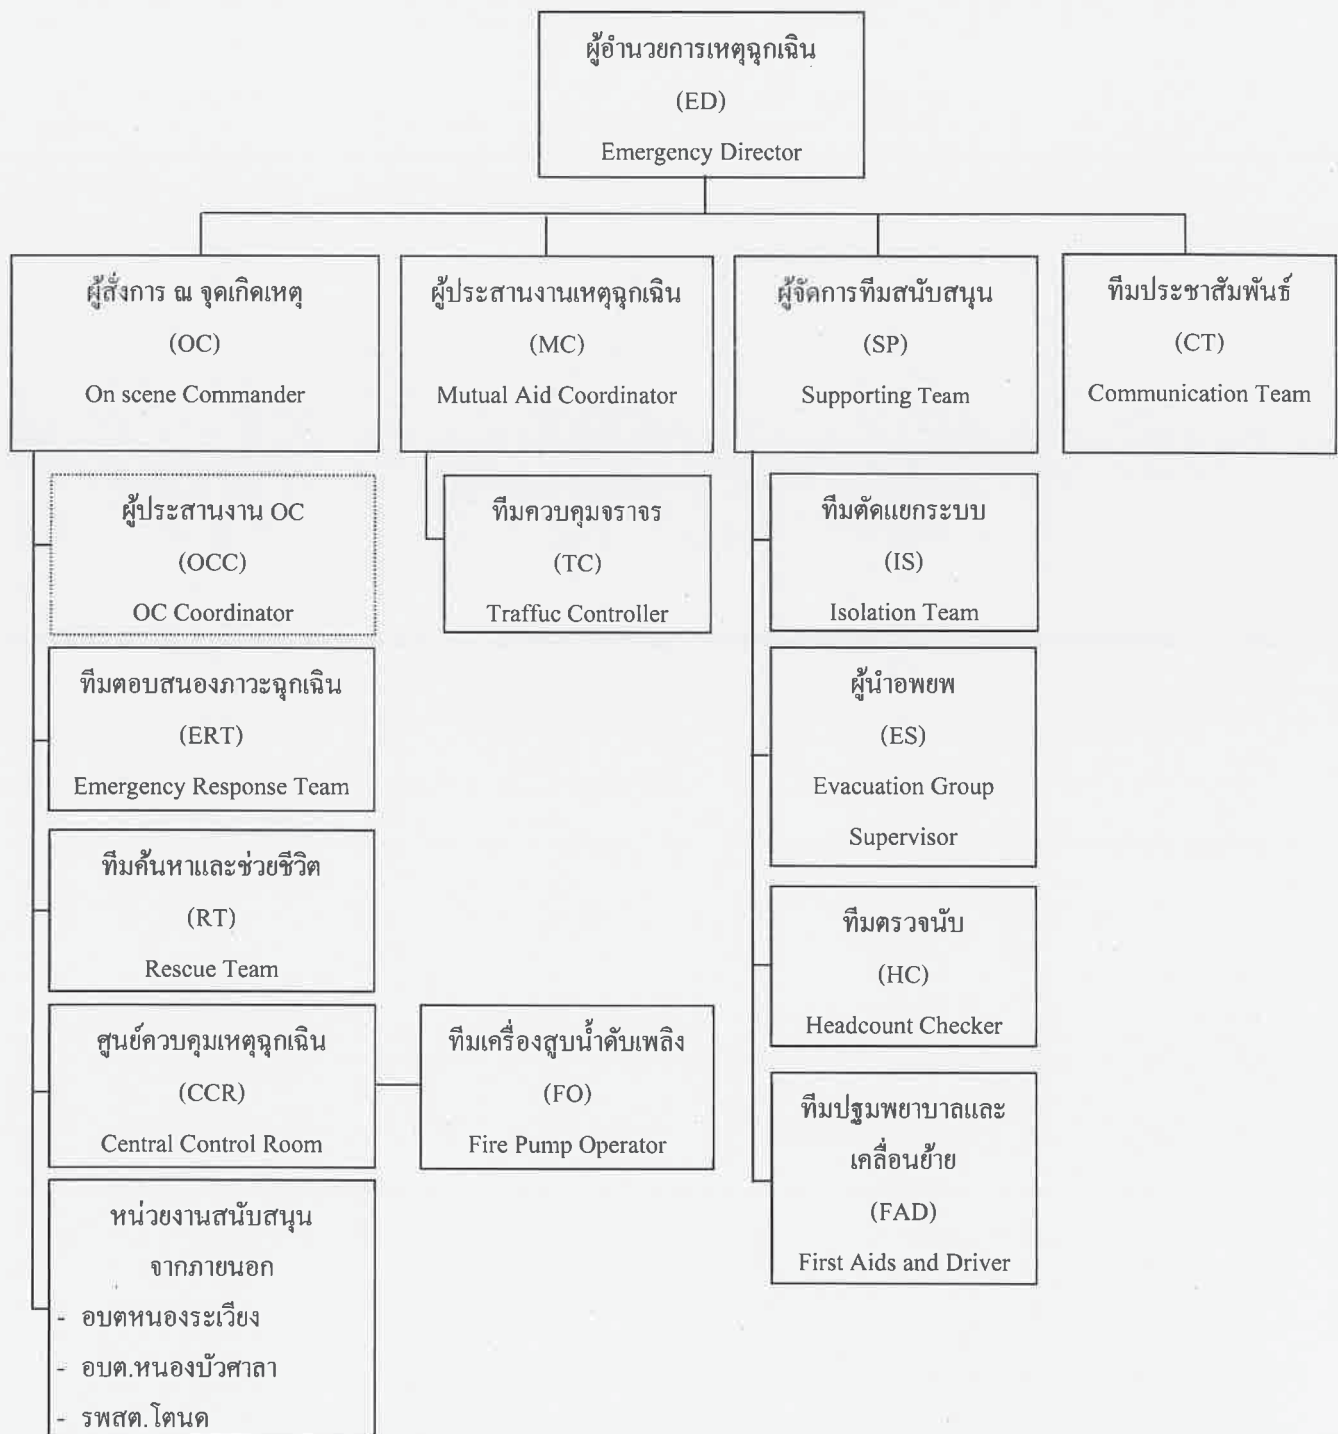 ผู้อำนวยการเหตุฉุกเฉิน
(ED)
Emergency Director
ผู้สั่งการ ณ จุดเกิดเหตุ
(OC)
On scene Commander
ผู้ประสานงานเหตุฉุกเฉิน
(MC)
Mutual Aid Coordinator
ผู้จัดการทีมสนับสนุน
(SP)
Supporting Team
ทีมประชาสัมพันธ์
(CT)
Communication Team
ผู้ประสานงาน OC
(OCC)
OC Coordinator
ทีมตอบสนองภาวะฉุกเฉิน
(ERT)
Emergency Response Team
ทีมค้นหาและช่วยชีวิต
(RT)
Rescue Team
ศูนย์ควบคุมเหตุฉุกเฉิน
(CCR)
Central Control Room
ทีมเครื่องสูบน้ำดับเพลิง
(FO)
Fire Pump Operator
หน่วยงานสนับสนุน
จากภายนอก
- อบตหนองระเวียง
- อบต.หนองบัวศาลา
- รพสต.โตนด
ทีมควบคุมจราจร
(TC)
Traffuc Controller
ทีมตัดแยกระบบ
(IS)
Isolation Team
ผู้นำอพยพ
(ES)
Evacuation Group
Supervisor
ทีมตรวจนับ
(HC)
Headcount Checker
ทีมปฐมพยาบาลและ
เคลื่อนย้าย
(FAD)
First Aids and Driver